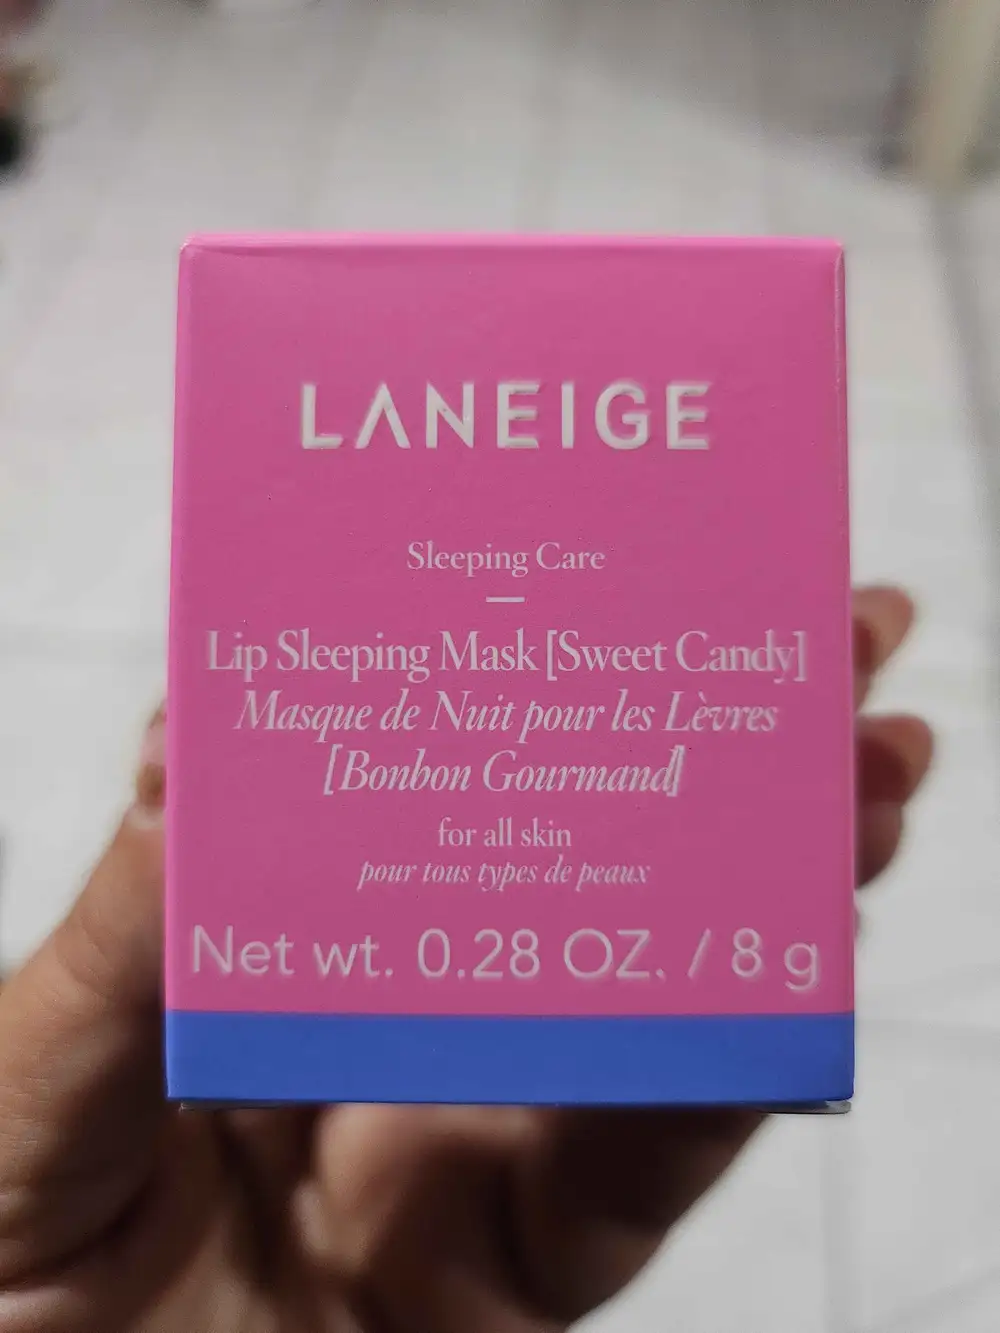 LANEIGE
Sleeping Care
Lip Sleeping Mask [Sweet Candy]
Masque de Nuit pour les Lèvres
[Bonbon Gourmand]
for all skin
pour tous types de peaux
Net wt. 0.28 OZ. / 8 g